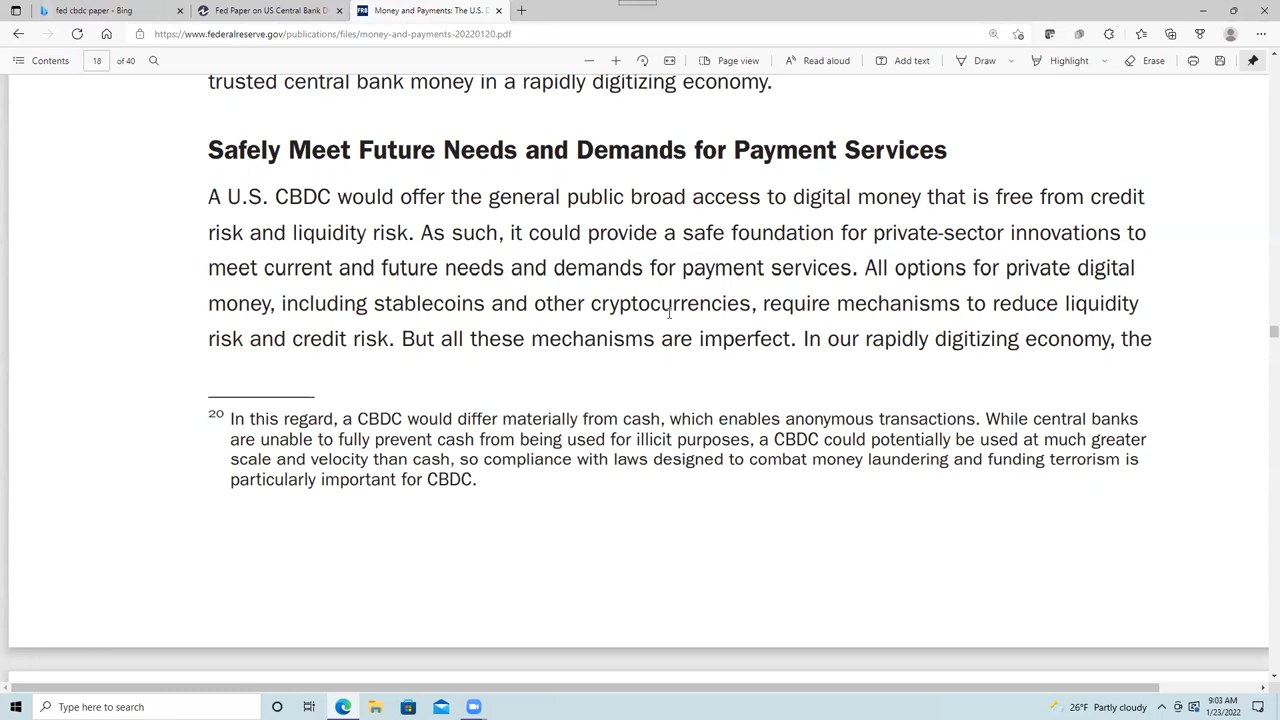 fed cbdc paper - Bing
Fed Paper on US Central Bank D
Money and Payments: The U.S. D
https://www.federalreserve.gov/publications/files/money-and-payments-20220120.pdf
Contents 18 of 40 Page view Read aloud Add text Draw Highlight Erase
trusted central bank money in a rapidly digitizing economy.
Safely Meet Future Needs and Demands for Payment Services
A U.S. CBDC would offer the general public broad access to digital money that is free from credit
risk and liquidity risk. As such, it could provide a safe foundation for private-sector innovations to
meet current and future needs and demands for payment services. All options for private digital
money, including stablecoins and other cryptocurrencies, require mechanisms to reduce liquidity
risk and credit risk. But all these mechanisms are imperfect. In our rapidly digitizing economy, the
20 In this regard, a CBDC would differ materially from cash, which enables anonymous transactions. While central banks
are unable to fully prevent cash from being used for illicit purposes, a CBDC could potentially be used at much greater
scale and velocity than cash, so compliance with laws designed to combat money laundering and funding terrorism is
particularly important for CBDC.
Type here to search
26°F Partly cloudy
9:03 AM
1/23/2022